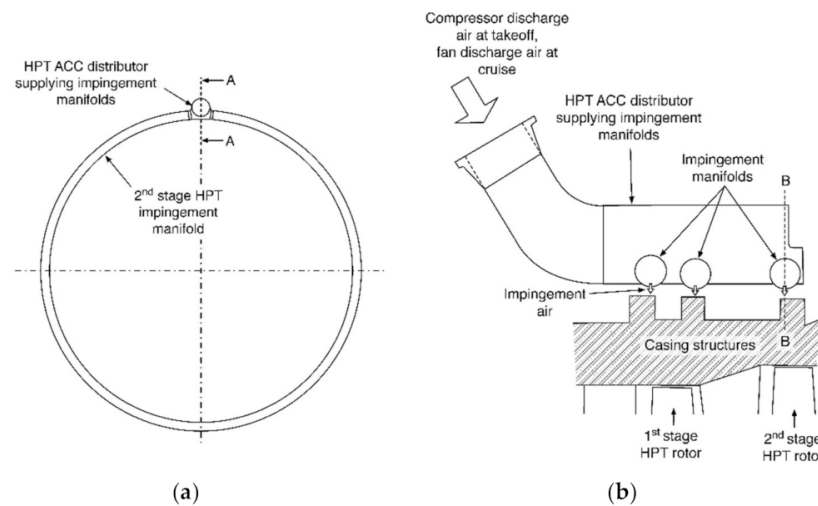 HPT ACC distributor
supplying impingement
manifolds
A
A
2nd stage HPT
impingement
manifold
(a)
Compressor discharge
air at takeoff,
fan discharge air at
cruise
HPT ACC distributor
supplying impingement
manifolds
Impingement
manifolds
B
Impingement
air
Casing structures
B
1st stage
HPT rotor
2nd stage
HPT rotor
(b)